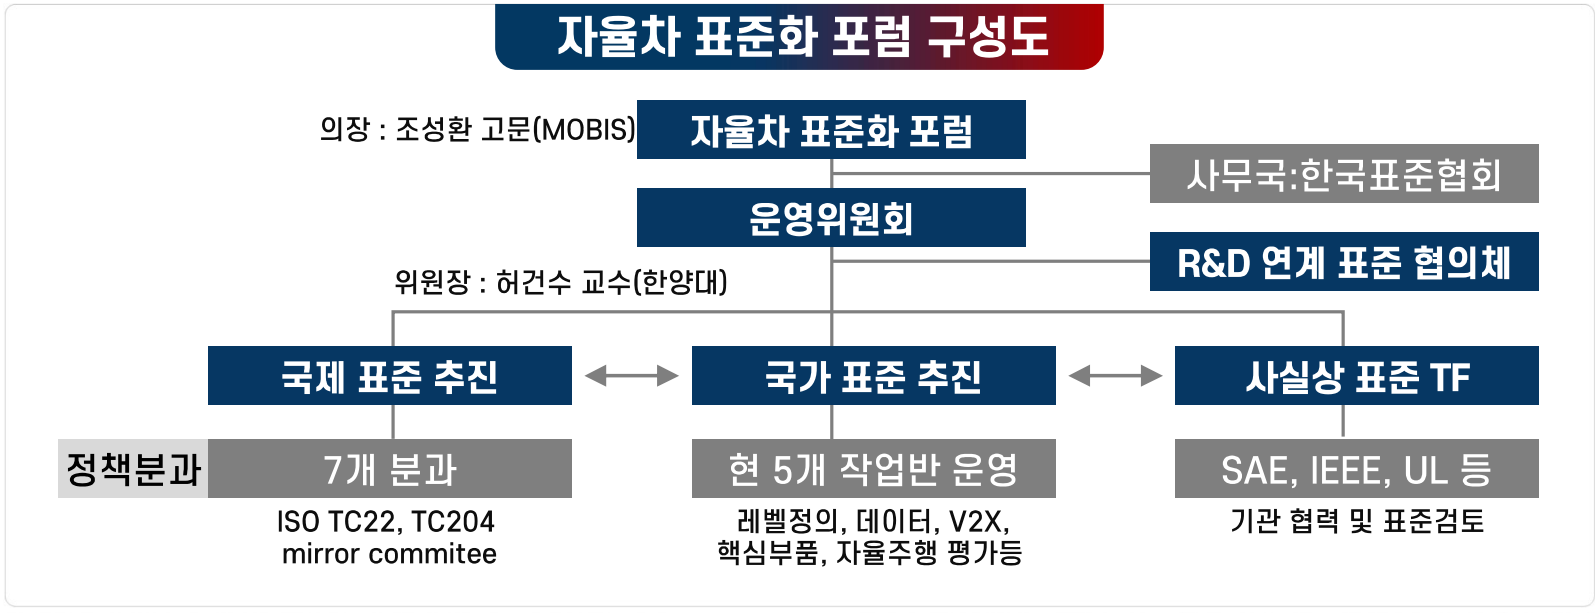 자율차 표준화 포럼 구성도
의장 : 조성환 고문(MOBIS)
자율차 표준화 포럼
사무국:한국표준협회
운영위원회
R&D 연계 표준 협의체
위원장 : 허건수 교수(한양대)
국제 표준 추진
국가 표준 추진
사실상 표준 TF
정책분과
7개 분과
현 5개 작업반 운영
SAE, IEEE, UL 등
ISO TC22, TC204
mirror commitee
레벨정의, 데이터, V2X,
핵심부품, 자율주행 평가등
기관 협력 및 표준검토